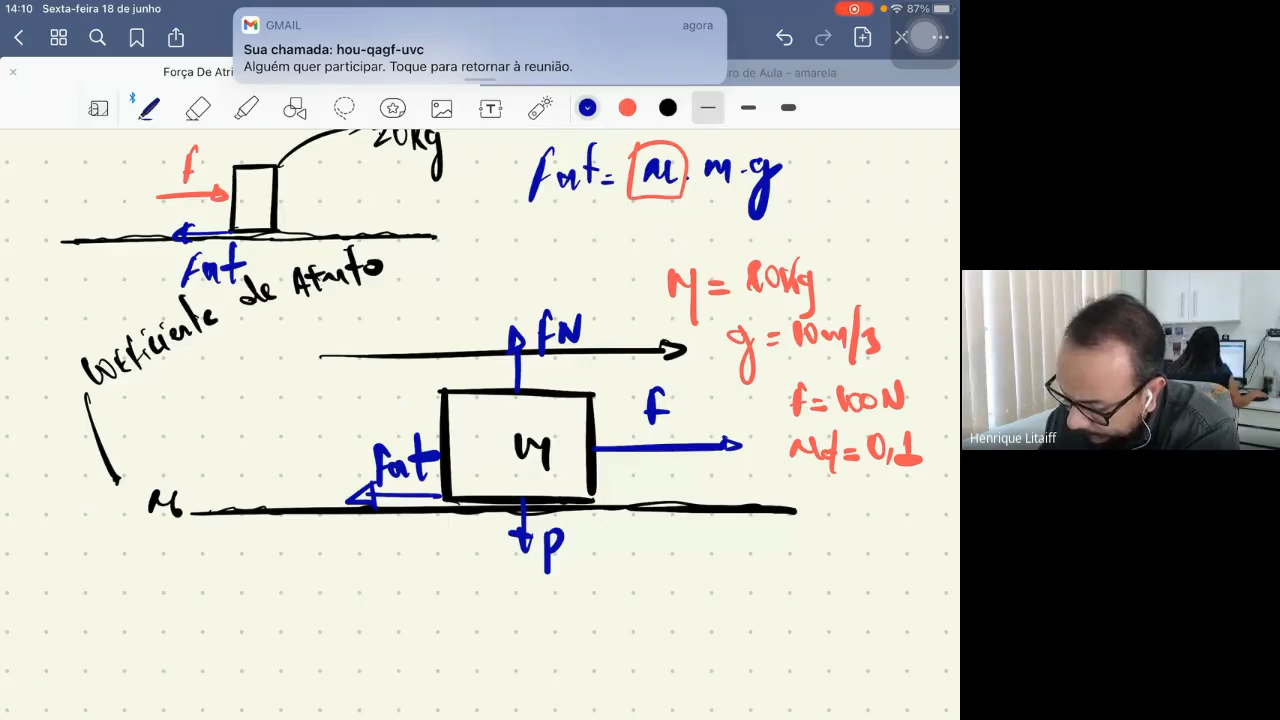 14:10 Sexta-feira 18 de junho
87%
GMAIL
agora
Sua chamada: hou-qagf-uvc
Alguém quer participar. Toque para retornar à reunião.
Força De Atri
ro de Aula - amarela
20kg
f
fat
fat = μ . m . g
Coeficiente de Atrito
M = 20kg
g = 10m/s
f = 100N
μd = 0,1
fN
f
M
fat
μ
P
Henrique Litaiff